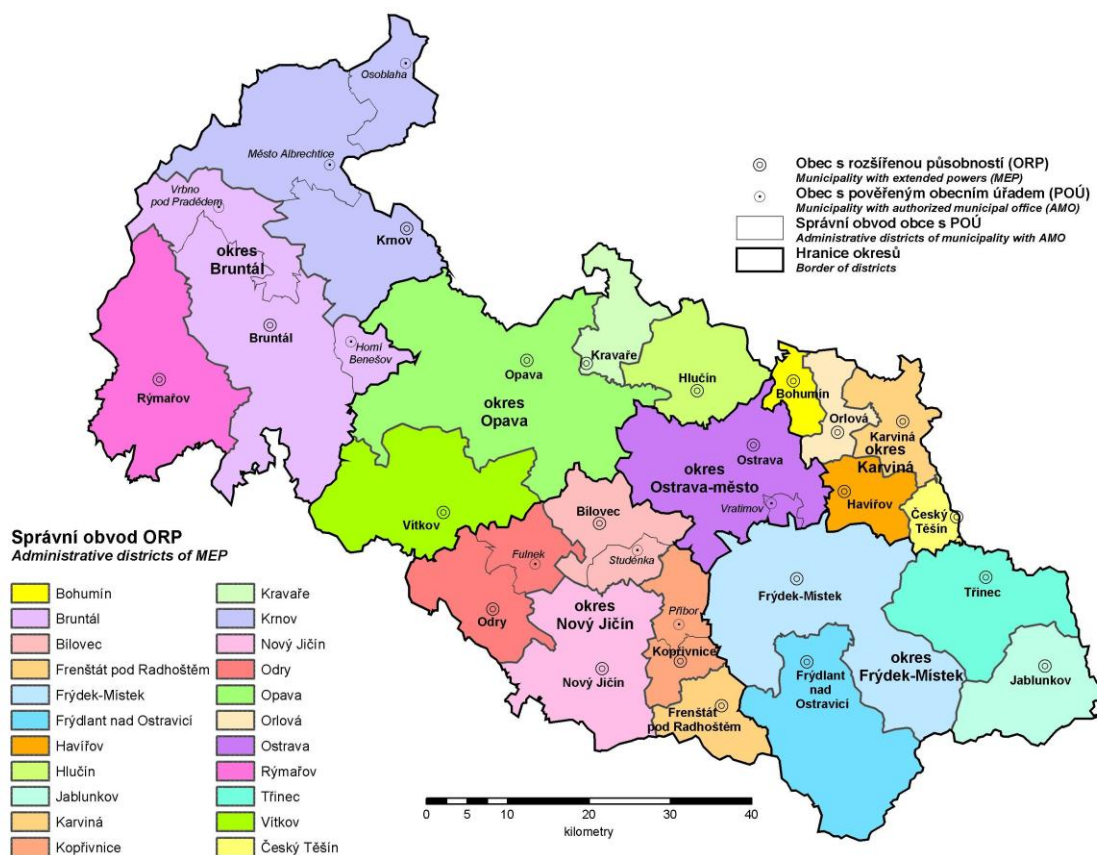 Osoblaha
Město Albrechtice
Vrbno
pod Pradědem
Krnov
okres
Bruntál
Bruntál
Horní
Benešov
Rýmařov
Obec s rozšířenou působností (ORP)
Municipality with extended powers (MEP)
Obec s pověřeným obecním úřadem (POÚ)
Municipality with authorized municipal office (AMO)
Správní obvod obce s POÚ
Administrative districts of municipality with AMO
Hranice okresů
Border of districts
Opava
okres
Opava
Kravaře
Hlučín
Bohumín
Orlová
Karviná
okres
Karviná
Ostrava
okres
Ostrava-město
Vratimov
Havířov
Český
Těšín
Vítkov
Bílovec
Studénka
Fulnek
Odry
okres
Nový Jičín
Nový Jičín
Příbor
Kopřivnice
Frenštát
pod Radhoštěm
Frýdek-Místek
okres
Frýdek-Místek
Frýdlant
nad
Ostravicí
Třinec
Jablunkov
Správní obvod ORP
Administrative districts of MEP
Bohumín
Bruntál
Bílovec
Frenštát pod Radhoštěm
Frýdek-Místek
Frýdlant nad Ostravicí
Havířov
Hlučín
Jablunkov
Karviná
Kopřivnice
Kravaře
Krnov
Nový Jičín
Odry
Opava
Orlová
Ostrava
Rýmařov
Třinec
Vítkov
Český Těšín
0 5 10 20 30 40
kilometry